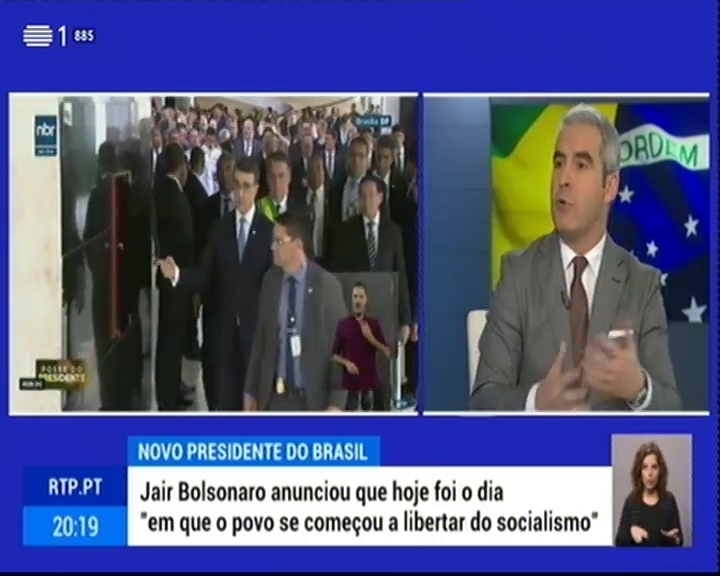 1 885
nbr
Brasília DF
ORDEM
POSSE DO
PRESIDENTE
NOVO PRESIDENTE DO BRASIL
RTP.PT
20:19
Jair Bolsonaro anunciou que hoje foi o dia
"em que o povo se começou a libertar do socialismo"